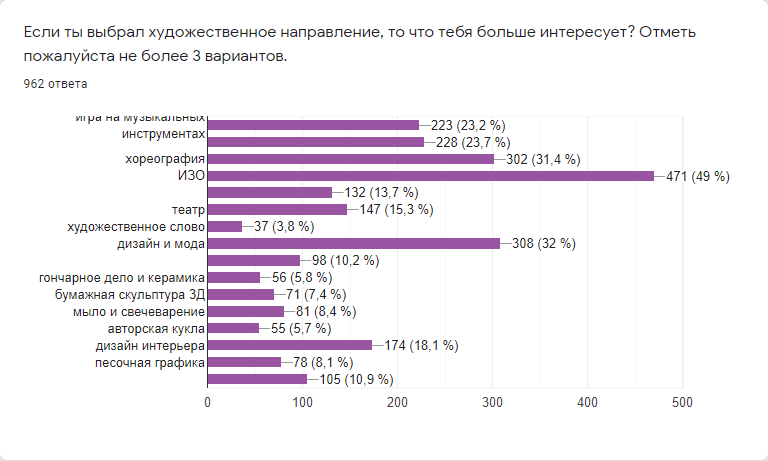 Если ты выбрал художественное направление, то что тебя больше интересует? Отметь
пожалуйста не более 3 вариантов.
962 ответа
игра на музыкальных
инструментах
223 (23,2 %)
228 (23,7 %)
хореография
302 (31,4 %)
ИЗО
471 (49 %)
132 (13,7 %)
театр
147 (15,3 %)
художественное слово
37 (3,8 %)
дизайн и мода
308 (32 %)
98 (10,2 %)
гончарное дело и керамика
56 (5,8 %)
бумажная скульптура 3Д
71 (7,4 %)
мыло и свечеварение
81 (8,4 %)
авторская кукла
55 (5,7 %)
дизайн интерьера
174 (18,1 %)
песочная графика
78 (8,1 %)
105 (10,9 %)
0 100 200 300 400 500